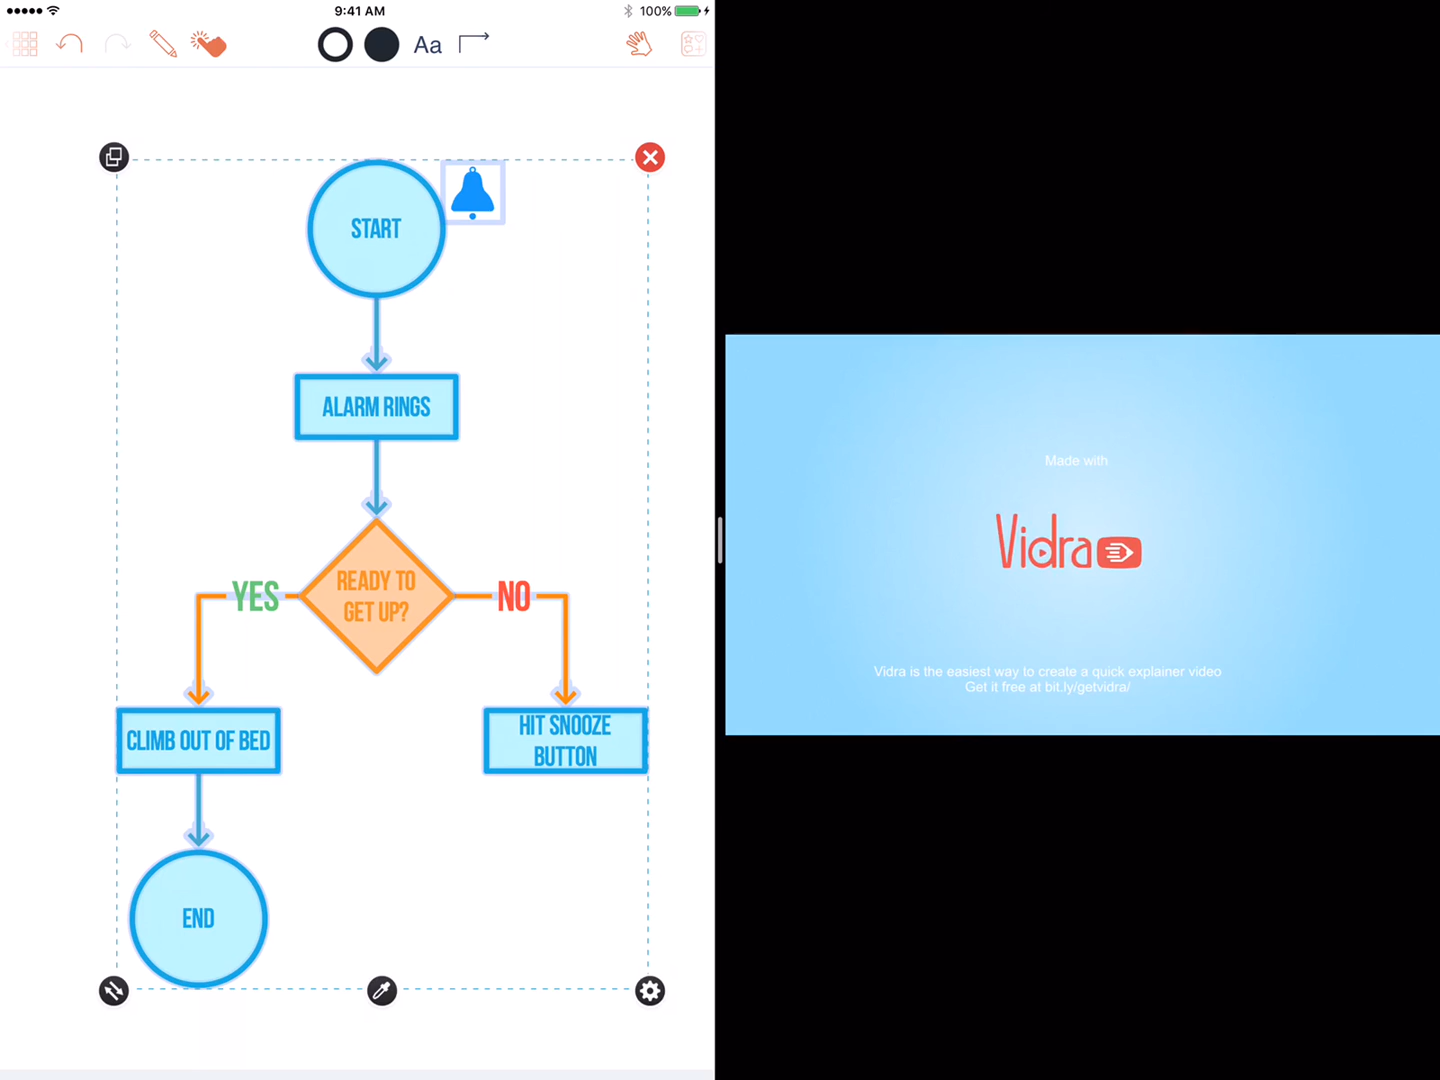 9:41 AM
100%
Aa
START
ALARM RINGS
READY TO
GET UP?
YES
NO
CLIMB OUT OF BED
HIT SNOOZE
BUTTON
END
Made with
Vidra
Vidra is the easiest way to create a quick explainer video
Get it free at bit.ly/getvidra/